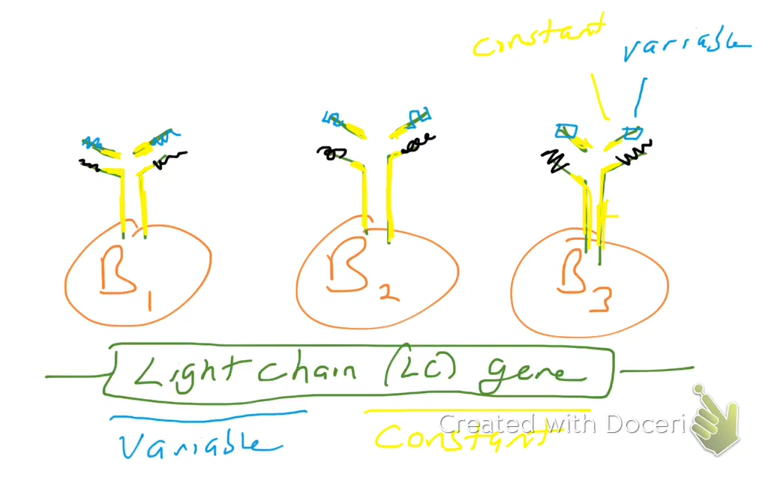 constant
variable
B1
B2
B3
Light chain (LC) gene
Created with Doceri
Variable
Constant